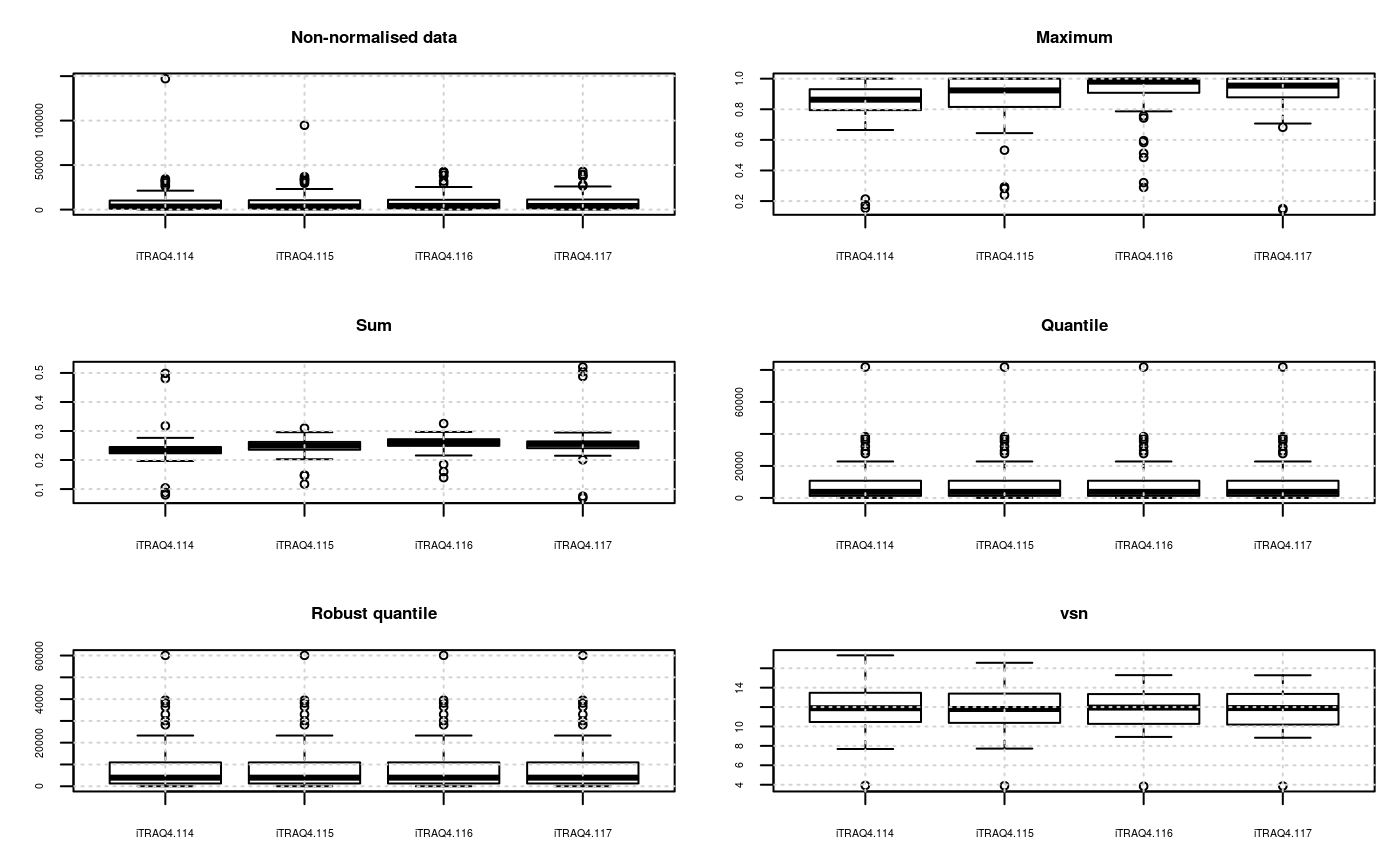 Non-normalised data
100000
50000
0
iTRAQ4.114 iTRAQ4.115 iTRAQ4.116 iTRAQ4.117
Maximum
1.0
0.8
0.6
0.4
0.2
iTRAQ4.114 iTRAQ4.115 iTRAQ4.116 iTRAQ4.117
Sum
0.5
0.4
0.3
0.2
0.1
iTRAQ4.114 iTRAQ4.115 iTRAQ4.116 iTRAQ4.117
Quantile
60000
20000
0
iTRAQ4.114 iTRAQ4.115 iTRAQ4.116 iTRAQ4.117
Robust quantile
60000
40000
20000
0
iTRAQ4.114 iTRAQ4.115 iTRAQ4.116 iTRAQ4.117
vsn
14
10
8
6
4
iTRAQ4.114 iTRAQ4.115 iTRAQ4.116 iTRAQ4.117